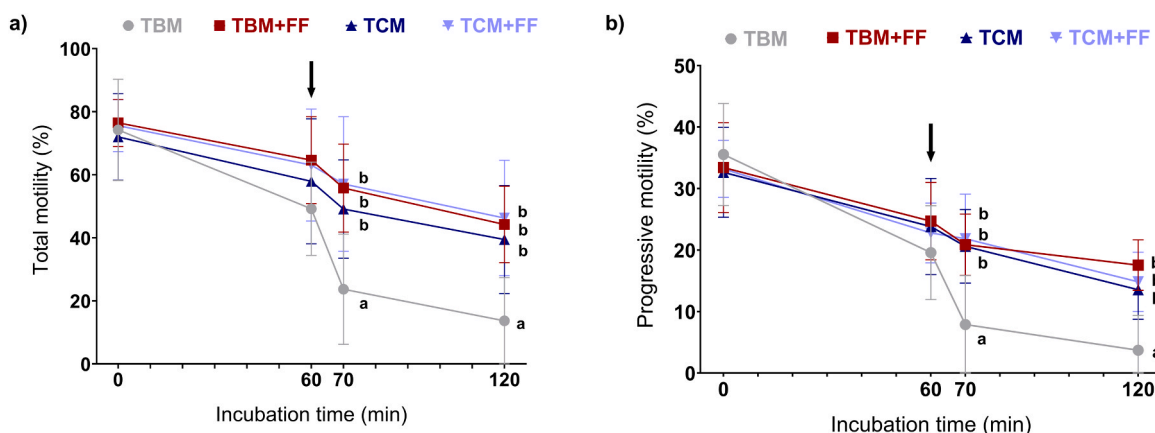 a)
TBM TBM+FF TCM TCM+FF
Total motility (%)
100
80
60
40
20
0
b
b
b
a
b
b
b
a
0 60 70 120
Incubation time (min)
b)
TBM TBM+FF TCM TCM+FF
Progressive motility (%)
50
40
30
20
10
0
b
b
b
a
b
a
0 60 70 120
Incubation time (min)